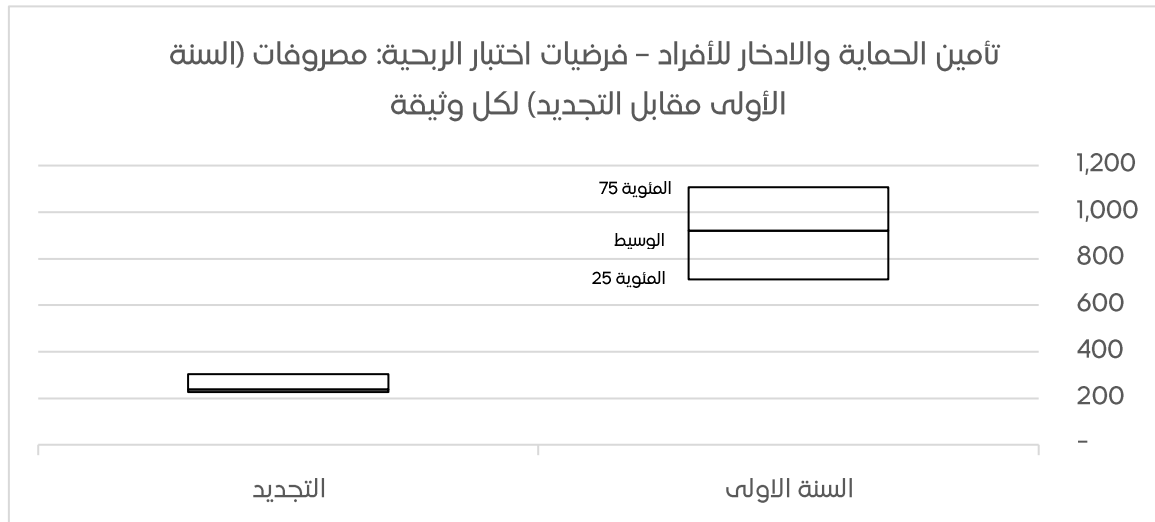 تأمين الحماية والادخار للأفراد – فرضيات اختبار الربحية: مصروفات (السنة
الأولى مقابل التجديد) لكل وثيقة
1,200
1,000
800
600
400
200
-
المئوية 75
الوسيط
المئوية 25
السنة الاولى
التجديد